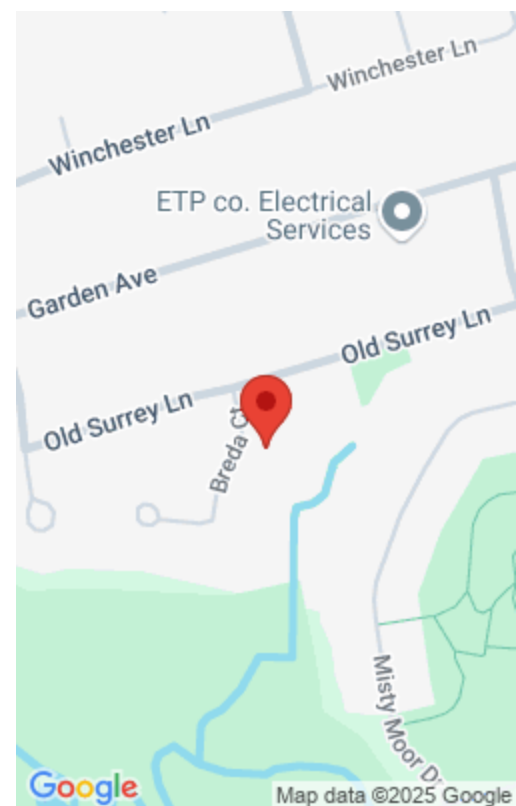 Winchester Ln
Winchester Ln
ETP co. Electrical
Services
Garden Ave
Old Surrey Ln
Old Surrey Ln
Breda Ct
Misty Moor D
Google
Map data ©2025 Google